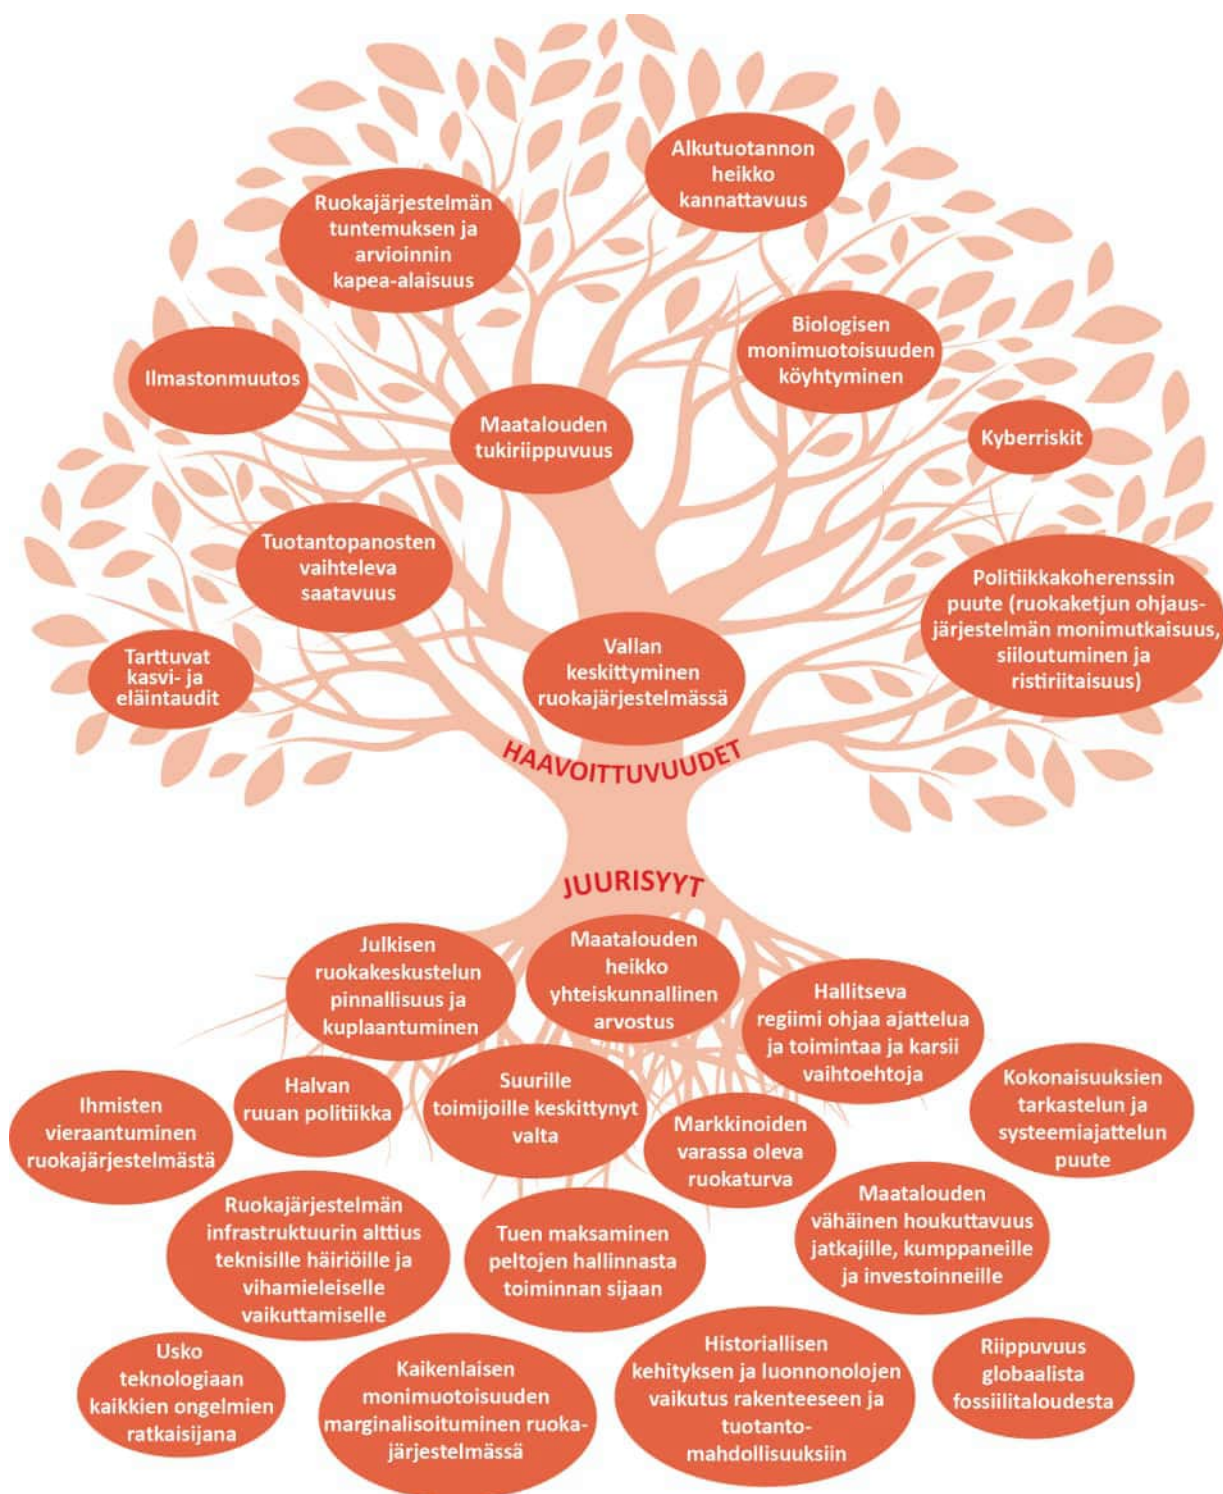 Alkutuotannon
heikko
kannattavuus
Ruokajärjestelmän
tuntemuksen ja
arvioinnin
kapea-alaisuus
Biologisen
monimuotoisuuden
köyhtyminen
Ilmastonmuutos
Maatalouden
tukiriippuvuus
Kyberriskit
Tuotantopanosten
vaihteleva
saatavuus
Politiikkakoherenssin
puute (ruokaketjun ohjaus-
järjestelmän monimutkaisuus,
siiloutuminen ja
ristiriitaisuus)
Tarttuvat
kasvi- ja
eläintaudit
Vallan
keskittyminen
ruokajärjestelmässä
HAAVOITTUVUUDET
JUURISYYT
Julkisen
ruokakeskustelun
pinnallisuus ja
kuplaantuminen
Maatalouden
heikko
yhteiskunnallinen
arvostus
Hallitseva
regiimi ohjaa ajattelua
ja toimintaa ja karsii
vaihtoehtoja
Ihmisten
vieraantuminen
ruokajärjestelmästä
Halvan
ruuan politiikka
Suurille
toimijoille keskittynyt
valta
Markkinoiden
varassa oleva
ruokaturva
Kokonaisuuksien
tarkastelun ja
systeemiajattelun
puute
Ruokajärjestelmän
infrastruktuurin alttius
teknisille häiriöille ja
vihamieleiselle
vaikuttamiselle
Tuen maksaminen
peltojen hallinnasta
toiminnan sijaan
Maatalouden
vähäinen houkuttavuus
jatkajille, kumppaneille
ja investoinneille
Usko
teknologiaan
kaikkien ongelmien
ratkaisijana
Kaikenlaisen
monimuotoisuuden
marginalisoituminen ruoka-
järjestelmässä
Historiallisen
kehityksen ja luonnonolojen
vaikutus rakenteeseen ja
tuotanto-
mahdollisuuksiin
Riippuvuus
globaalista
fossiilitaloudesta